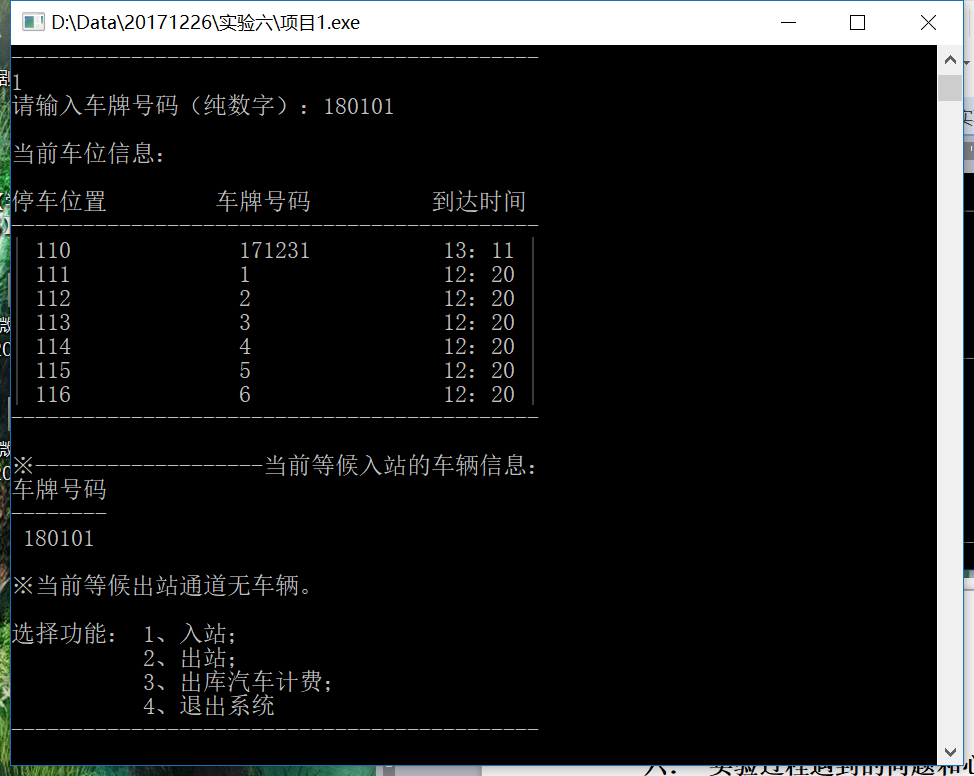 D:\Data\20171226\实验六\项目1.exe
--------------------------------------------
1
请输入车牌号码（纯数字）：180101
当前车位信息：
停车位置 车牌号码 到达时间
--------------------------------------------
110 171231 13：11
111 1 12：20
112 2 12：20
113 3 12：20
114 4 12：20
115 5 12：20
116 6 12：20
--------------------------------------------
※-------------------当前等候入站的车辆信息：
车牌号码
--------
180101
※当前等候出站通道无车辆。
选择功能： 1、入站；
2、出站；
3、出库汽车计费；
4、退出系统
--------------------------------------------
六： 实验过程遇到的问题和心